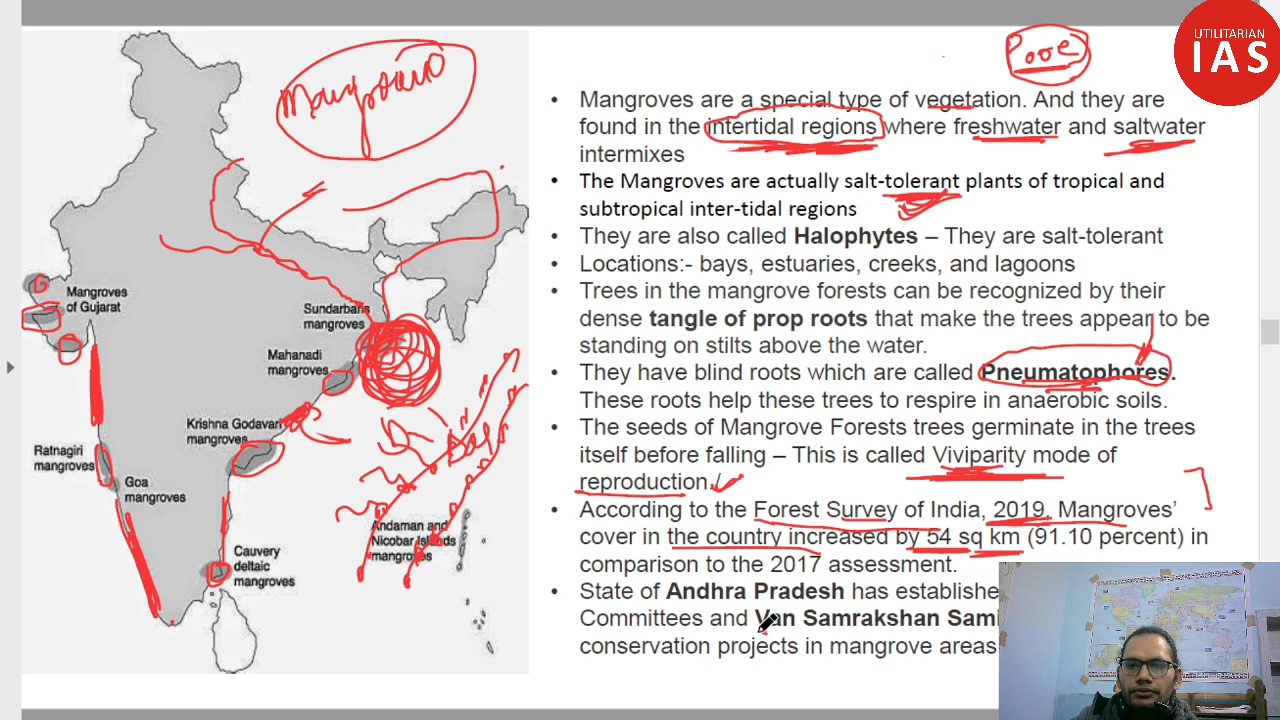 UTILITARIAN
IAS
Mangroves are a special type of vegetation. And they are
found in the intertidal regions where freshwater and saltwater
intermixes
The Mangroves are actually salt-tolerant plants of tropical and
subtropical inter-tidal regions
They are also called Halophytes – They are salt-tolerant
Locations:- bays, estuaries, creeks, and lagoons
Trees in the mangrove forests can be recognized by their
dense tangle of prop roots that make the trees appear to be
standing on stilts above the water.
They have blind roots which are called Pneumatophores.
These roots help these trees to respire in anaerobic soils.
The seeds of Mangrove Forests trees germinate in the trees
itself before falling – This is called Viviparity mode of
reproduction.
According to the Forest Survey of India, 2019, Mangroves'
cover in the country increased by 54 sq km (91.10 percent) in
comparison to the 2017 assessment.
State of Andhra Pradesh has establishe
Committees and Van Samrakshan Sami
conservation projects in mangrove areas
Mangroves
of Gujarat
Sundarbans
mangroves
Mahanadi
mangroves
Krishna Godavari
mangroves
Ratnagiri
mangroves
Goa
mangroves
Andaman and
Nicobar Islands
mangroves
Cauvery
deltaic
mangroves